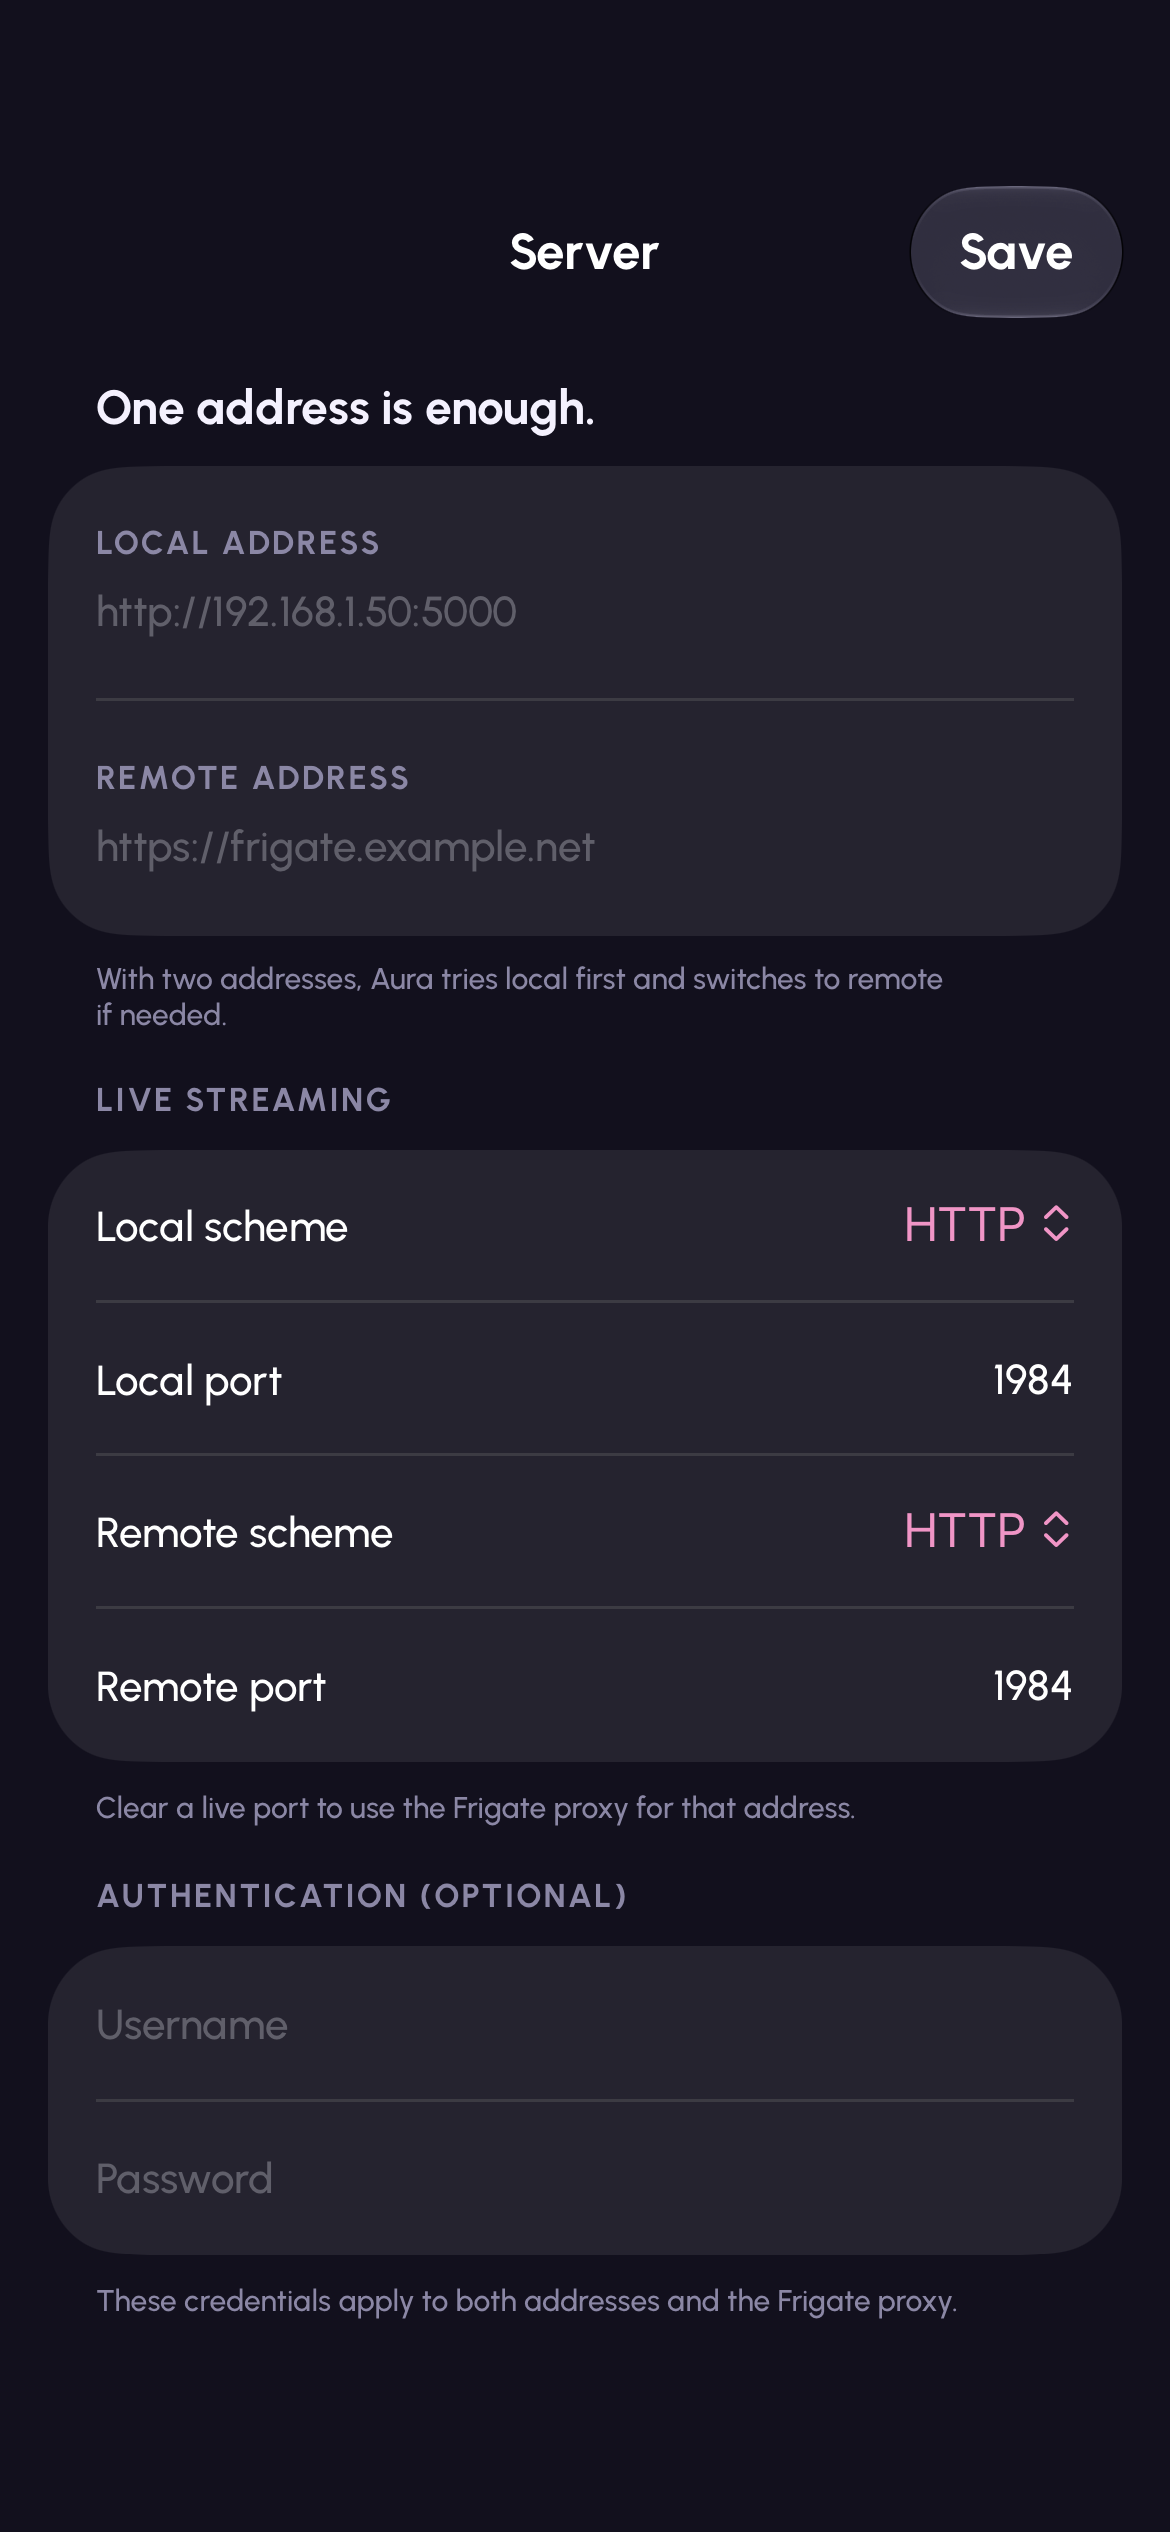 Server
Save
One address is enough.
LOCAL ADDRESS
http://192.168.1.50:5000
REMOTE ADDRESS
https://frigate.example.net
With two addresses, Aura tries local first and switches to remote
if needed.
LIVE STREAMING
Local scheme
HTTP
Local port
1984
Remote scheme
HTTP
Remote port
1984
Clear a live port to use the Frigate proxy for that address.
AUTHENTICATION (OPTIONAL)
Username
Password
These credentials apply to both addresses and the Frigate proxy.